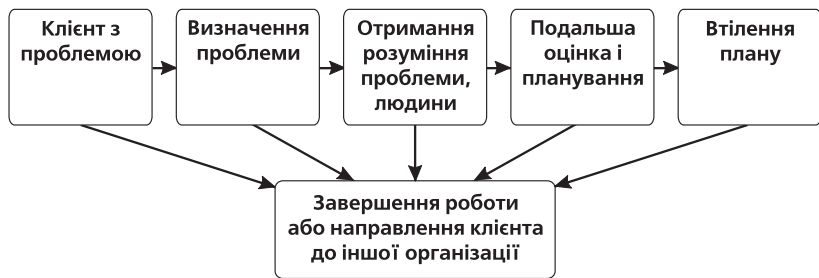 Клієнт з
проблемою
Визначення
проблеми
Отримання
розуміння
проблеми,
людини
Подальша
оцінка і
планування
Втілення
плану
Завершення роботи
або направлення клієнта
до іншої організації